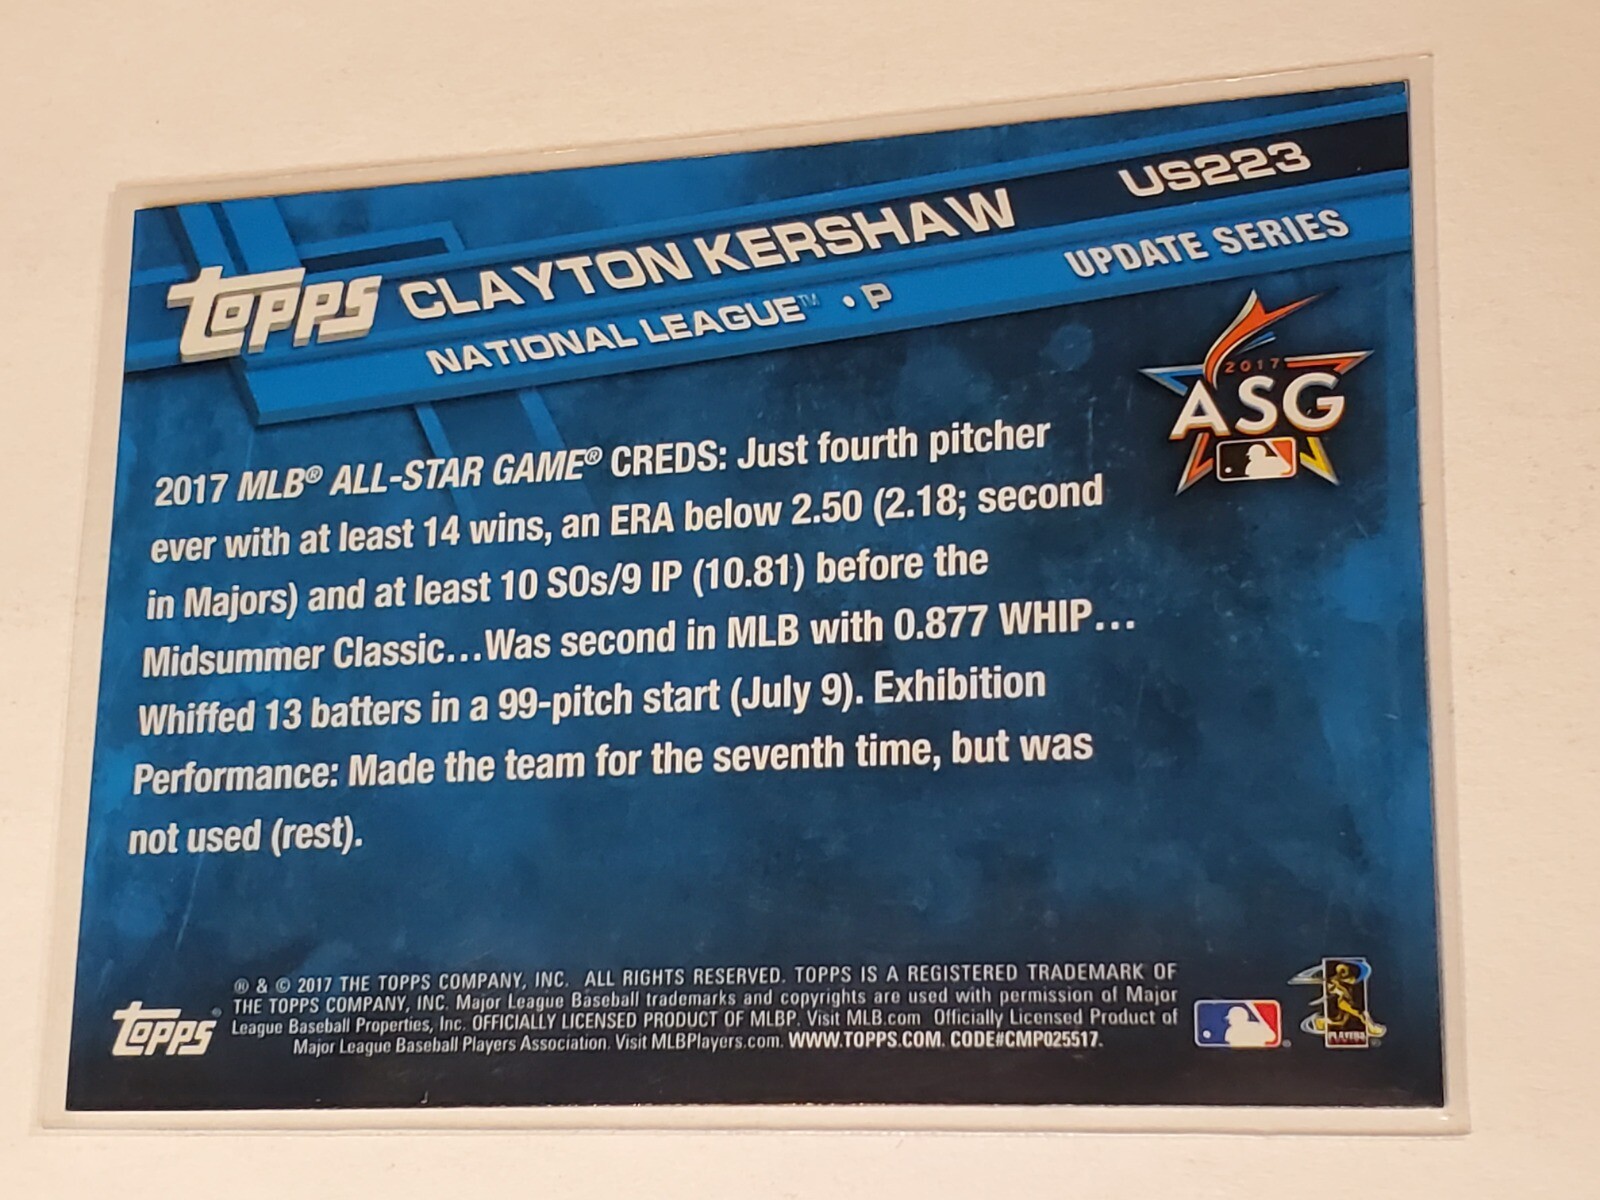 US223
TOPPS CLAYTON KERSHAW
NATIONAL LEAGUE™ • P
UPDATE SERIES
2017
ASG
2017 MLB® ALL-STAR GAME® CREDS: Just fourth pitcher
ever with at least 14 wins, an ERA below 2.50 (2.18; second
in Majors) and at least 10 SOs/9 IP (10.81) before the
Midsummer Classic...Was second in MLB with 0.877 WHIP...
Whiffed 13 batters in a 99-pitch start (July 9). Exhibition
Performance: Made the team for the seventh time, but was
not used (rest).
® & © 2017 THE TOPPS COMPANY, INC. ALL RIGHTS RESERVED. TOPPS IS A REGISTERED TRADEMARK OF
THE TOPPS COMPANY, INC. Major League Baseball trademarks and copyrights are used with permission of Major
League Baseball Properties, Inc. OFFICIALLY LICENSED PRODUCT OF MLBP. Visit MLB.com Officially Licensed Product of
Major League Baseball Players Association. Visit MLBPlayers.com. WWW.TOPPS.COM. CODE#CMP025517.
TOPPS®
PLAYERS